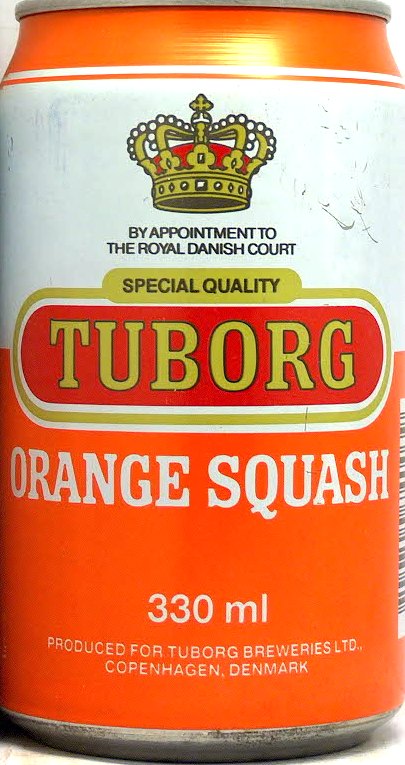 BY APPOINTMENT TO
THE ROYAL DANISH COURT
SPECIAL QUALITY
TUBORG
ORANGE SQUASH
330 ml
PRODUCED FOR TUBORG BREWERIES LTD.,
COPENHAGEN, DENMARK